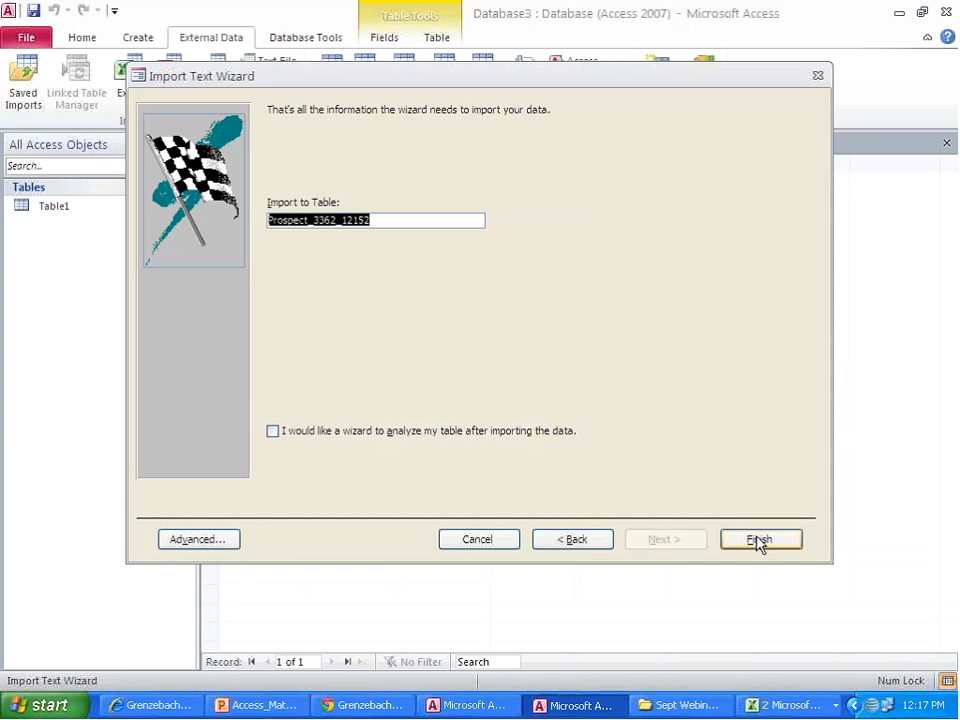 Table Tools
Database3 : Database (Access 2007) - Microsoft Access
File Home Create External Data Database Tools Fields Table
Saved Imports
Linked Table Manager
Import Text Wizard
All Access Objects
Search..
Tables
Table1
That's all the information the wizard needs to import your data.
Import to Table:
Prospect_3362_12152
I would like a wizard to analyze my table after importing the data.
Advanced... Cancel < Back Next > Finish
Record: 1 of 1 No Filter Search
Import Text Wizard Num Lock
start Grenzebach... Access_Mat... Grenzebach... Microsoft A... Microsoft A... Sept Webin... 2 Microsof... 12:17 PM